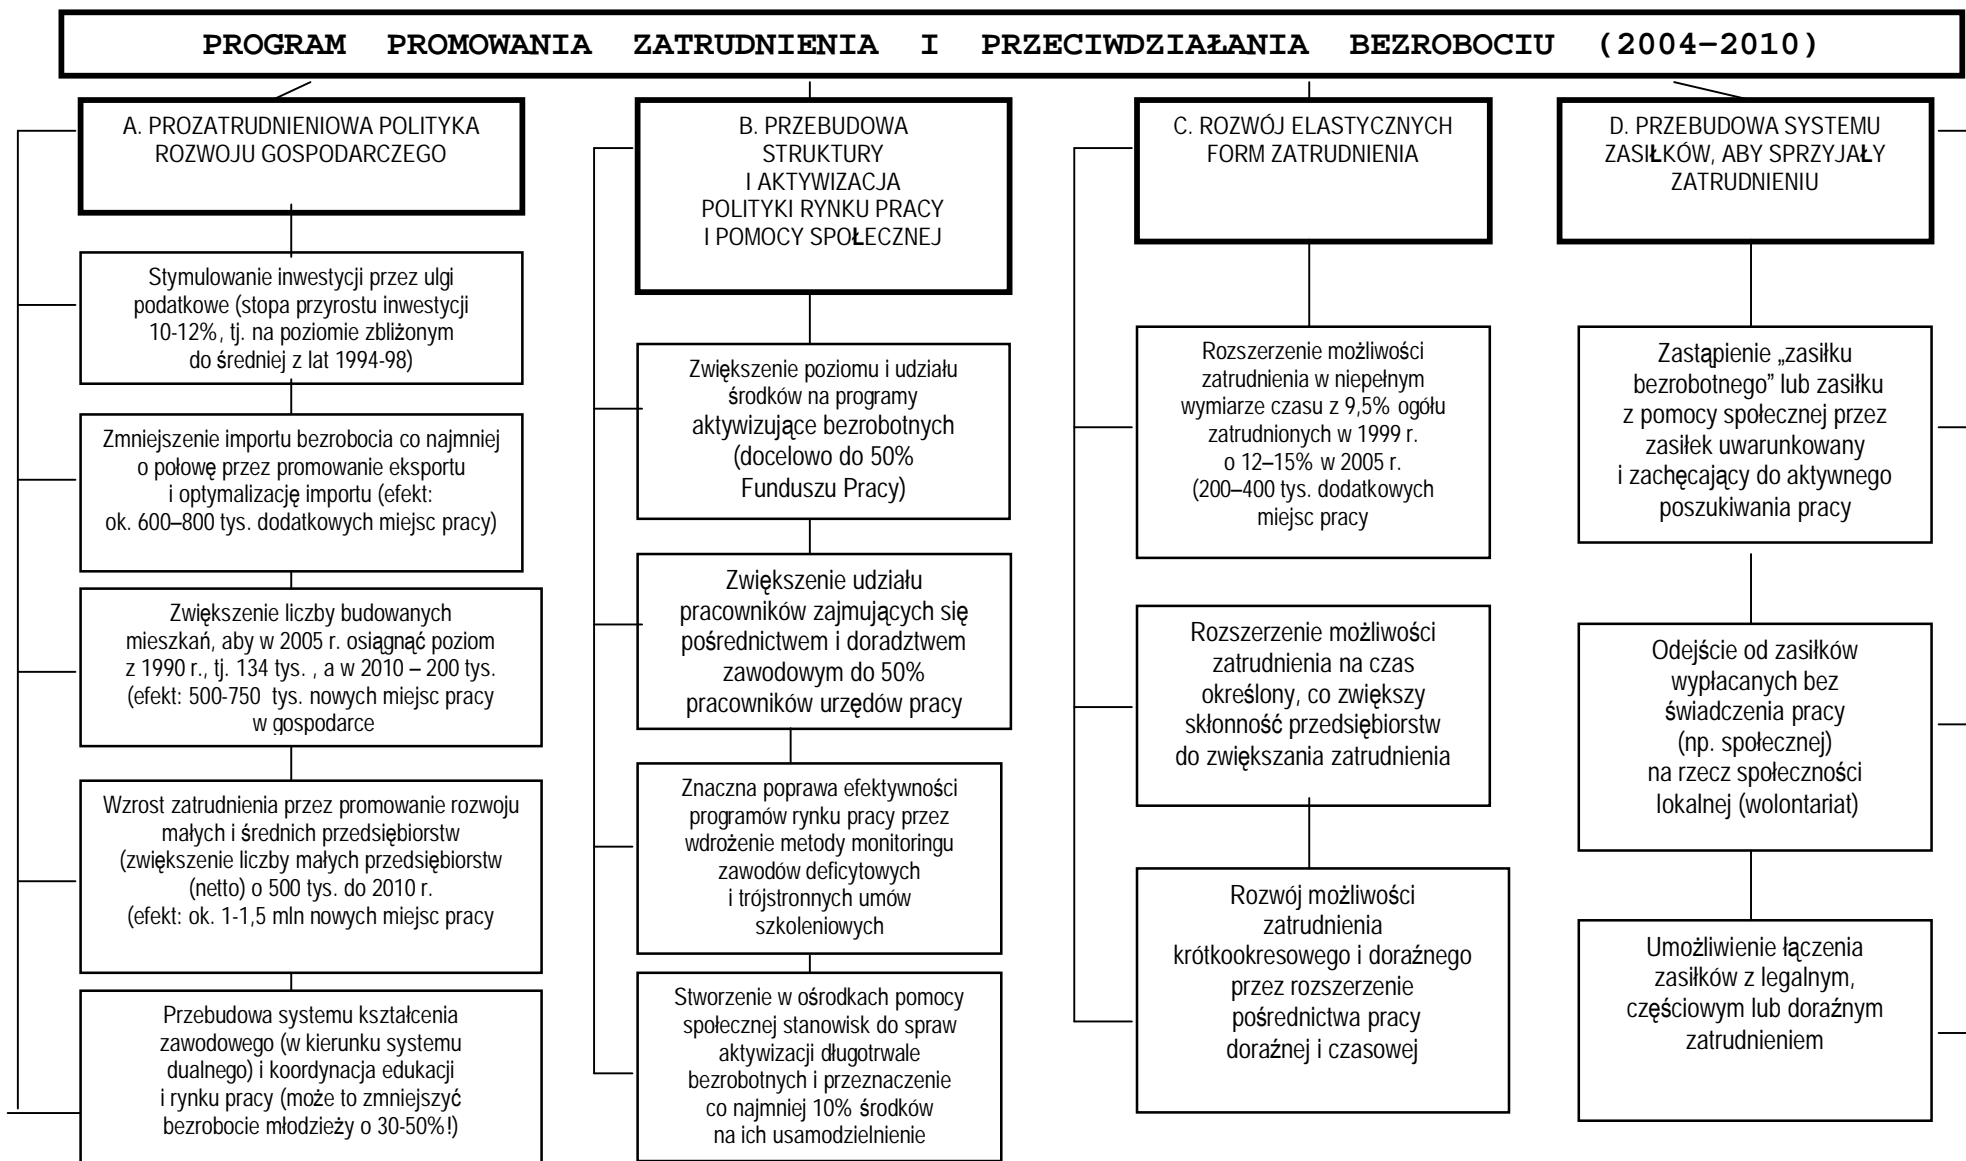 PROGRAM PROMOWANIA ZATRUDNIENIA I PRZECIWDZIAŁANIA BEZROBOCIU (2004–2010)
A. PROZATRUDNIENIOWA POLITYKA
ROZWOJU GOSPODARCZEGO
Stymulowanie inwestycji przez ulgi
podatkowe (stopa przyrostu inwestycji
10-12%, tj. na poziomie zbliżonym
do średniej z lat 1994-98)
Zmniejszenie importu bezrobocia co najmniej
o połowę przez promowanie eksportu
i optymalizację importu (efekt:
ok. 600–800 tys. dodatkowych miejsc pracy)
Zwiększenie liczby budowanych
mieszkań, aby w 2005 r. osiągnąć poziom
z 1990 r., tj. 134 tys. , a w 2010 – 200 tys.
(efekt: 500-750 tys. nowych miejsc pracy
w gospodarce
Wzrost zatrudnienia przez promowanie rozwoju
małych i średnich przedsiębiorstw
(zwiększenie liczby małych przedsiębiorstw
(netto) o 500 tys. do 2010 r.
(efekt: ok. 1-1,5 mln nowych miejsc pracy
Przebudowa systemu kształcenia
zawodowego (w kierunku systemu
dualnego) i koordynacja edukacji
i rynku pracy (może to zmniejszyć
bezrobocie młodzieży o 30-50%!)
B. PRZEBUDOWA
STRUKTURY
I AKTYWIZACJA
POLITYKI RYNKU PRACY
I POMOCY SPOŁECZNEJ
Zwiększenie poziomu i udziału
środków na programy
aktywizujące bezrobotnych
(docelowo do 50%
Funduszu Pracy)
Zwiększenie udziału
pracowników zajmujących się
pośrednictwem i doradztwem
zawodowym do 50%
pracowników urzędów pracy
Znaczna poprawa efektywności
programów rynku pracy przez
wdrożenie metody monitoringu
zawodów deficytowych
i trójstronnych umów
szkoleniowych
Stworzenie w ośrodkach pomocy
społecznej stanowisk do spraw
aktywizacji długotrwale
bezrobotnych i przeznaczenie
co najmniej 10% środków
na ich usamodzielnienie
C. ROZWÓJ ELASTYCZNYCH
FORM ZATRUDNIENIA
Rozszerzenie możliwości
zatrudnienia w niepełnym
wymiarze czasu z 9,5% ogółu
zatrudnionych w 1999 r.
o 12–15% w 2005 r.
(200–400 tys. dodatkowych
miejsc pracy
Rozszerzenie możliwości
zatrudnienia na czas
określony, co zwiększy
skłonność przedsiębiorstw
do zwiększania zatrudnienia
Rozwój możliwości
zatrudnienia
krótkookresowego i doraźnego
przez rozszerzenie
pośrednictwa pracy
doraźnej i czasowej
D. PRZEBUDOWA SYSTEMU
ZASIŁKÓW, ABY SPRZYJAŁY
ZATRUDNIENIU
Zastąpienie „zasiłku
bezrobotnego” lub zasiłku
z pomocy społecznej przez
zasiłek uwarunkowany
i zachęcający do aktywnego
poszukiwania pracy
Odejście od zasiłków
wypłacanych bez
świadczenia pracy
(np. społecznej)
na rzecz społeczności
lokalnej (wolontariat)
Umożliwienie łączenia
zasiłków z legalnym,
częściowym lub doraźnym
zatrudnieniem